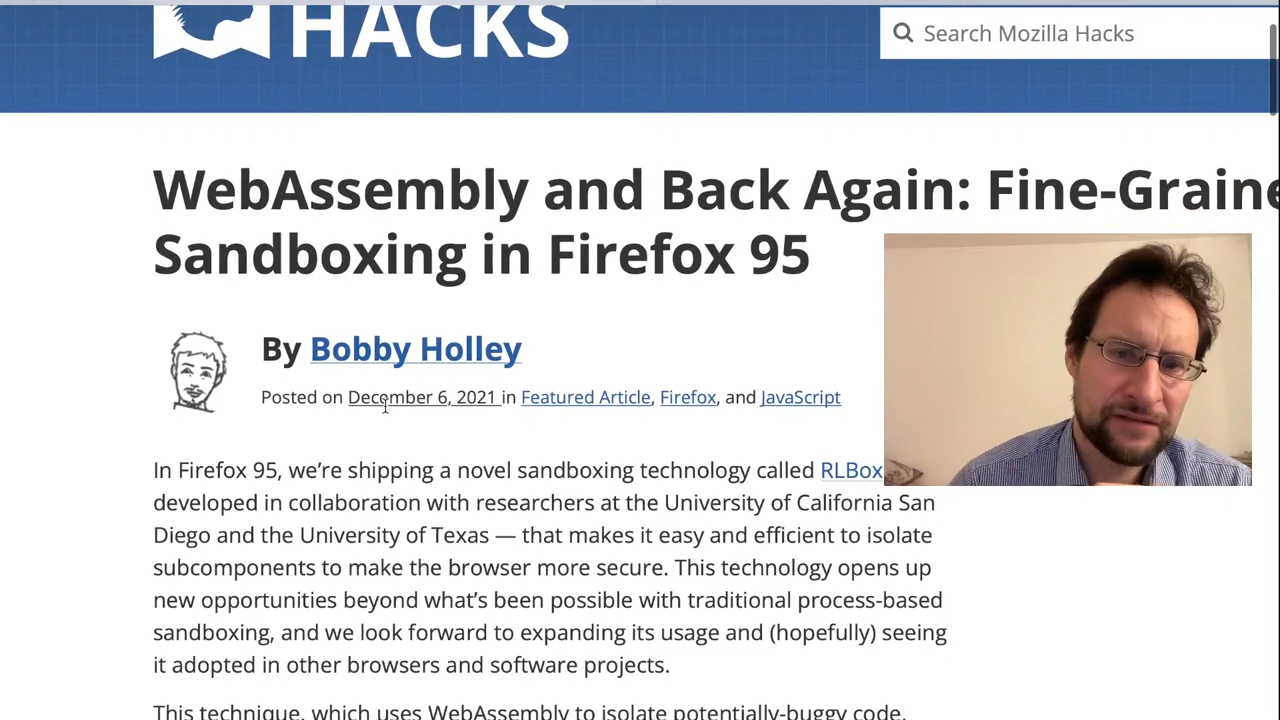 HACKS
Search Mozilla Hacks
WebAssembly and Back Again: Fine-Graine
Sandboxing in Firefox 95
By Bobby Holley
Posted on December 6, 2021 in Featured Article, Firefox, and JavaScript
In Firefox 95, we’re shipping a novel sandboxing technology called RLBox
developed in collaboration with researchers at the University of California San
Diego and the University of Texas — that makes it easy and efficient to isolate
subcomponents to make the browser more secure. This technology opens up
new opportunities beyond what’s been possible with traditional process-based
sandboxing, and we look forward to expanding its usage and (hopefully) seeing
it adopted in other browsers and software projects.
This technique, which uses WebAssembly to isolate potentially-buggy code,